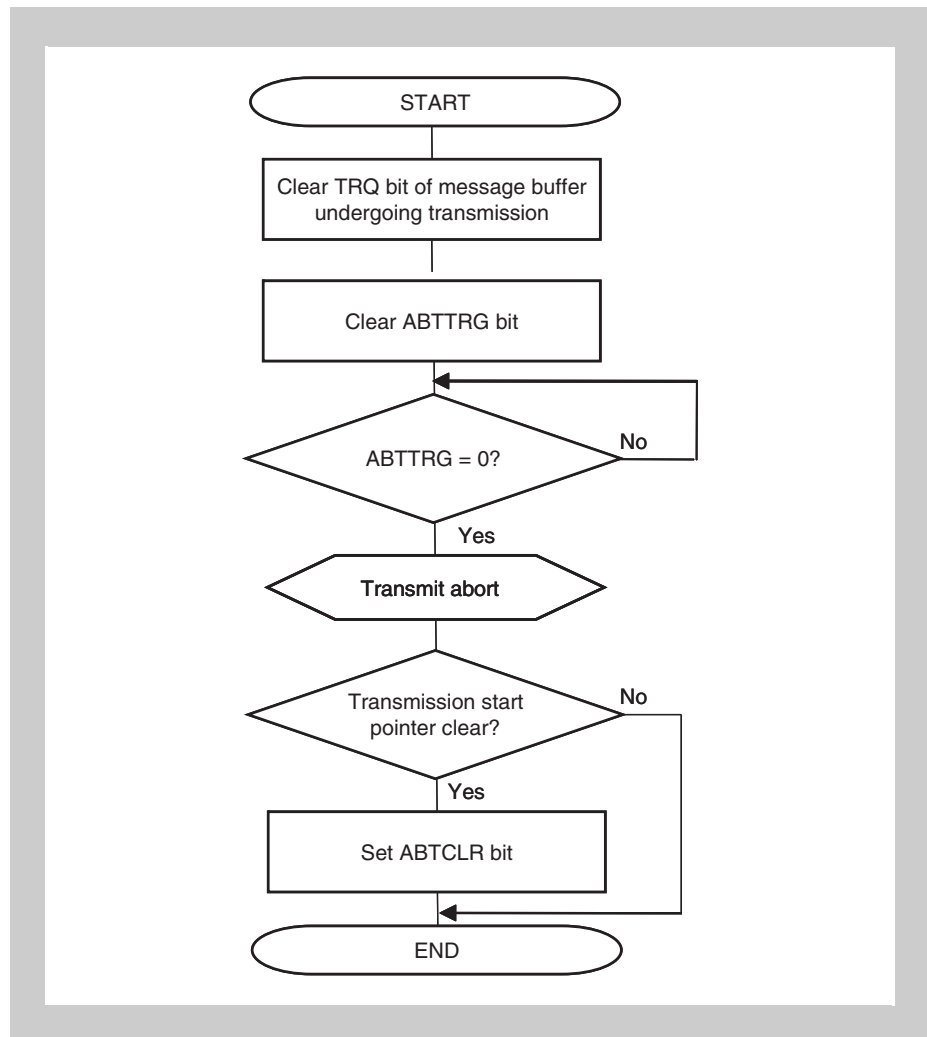 START
Clear TRQ bit of message buffer
undergoing transmission
Clear ABTTRG bit
ABTTRG = 0?
No
Yes
Transmit abort
Transmission start
pointer clear?
No
Yes
Set ABTCLR bit
END